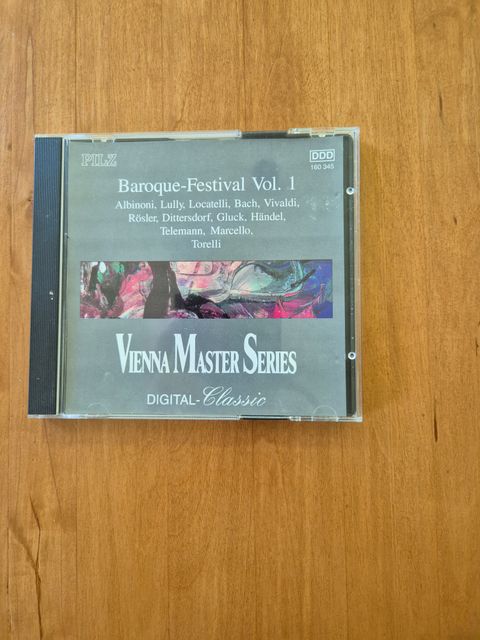 PILZ
DDD
160 345
Baroque-Festival Vol. 1
Albinoni, Lully, Locatelli, Bach, Vivaldi,
Rösler, Dittersdorf, Gluck, Händel,
Telemann, Marcello,
Torelli
VIENNA MASTER SERIES
DIGITAL-Classic